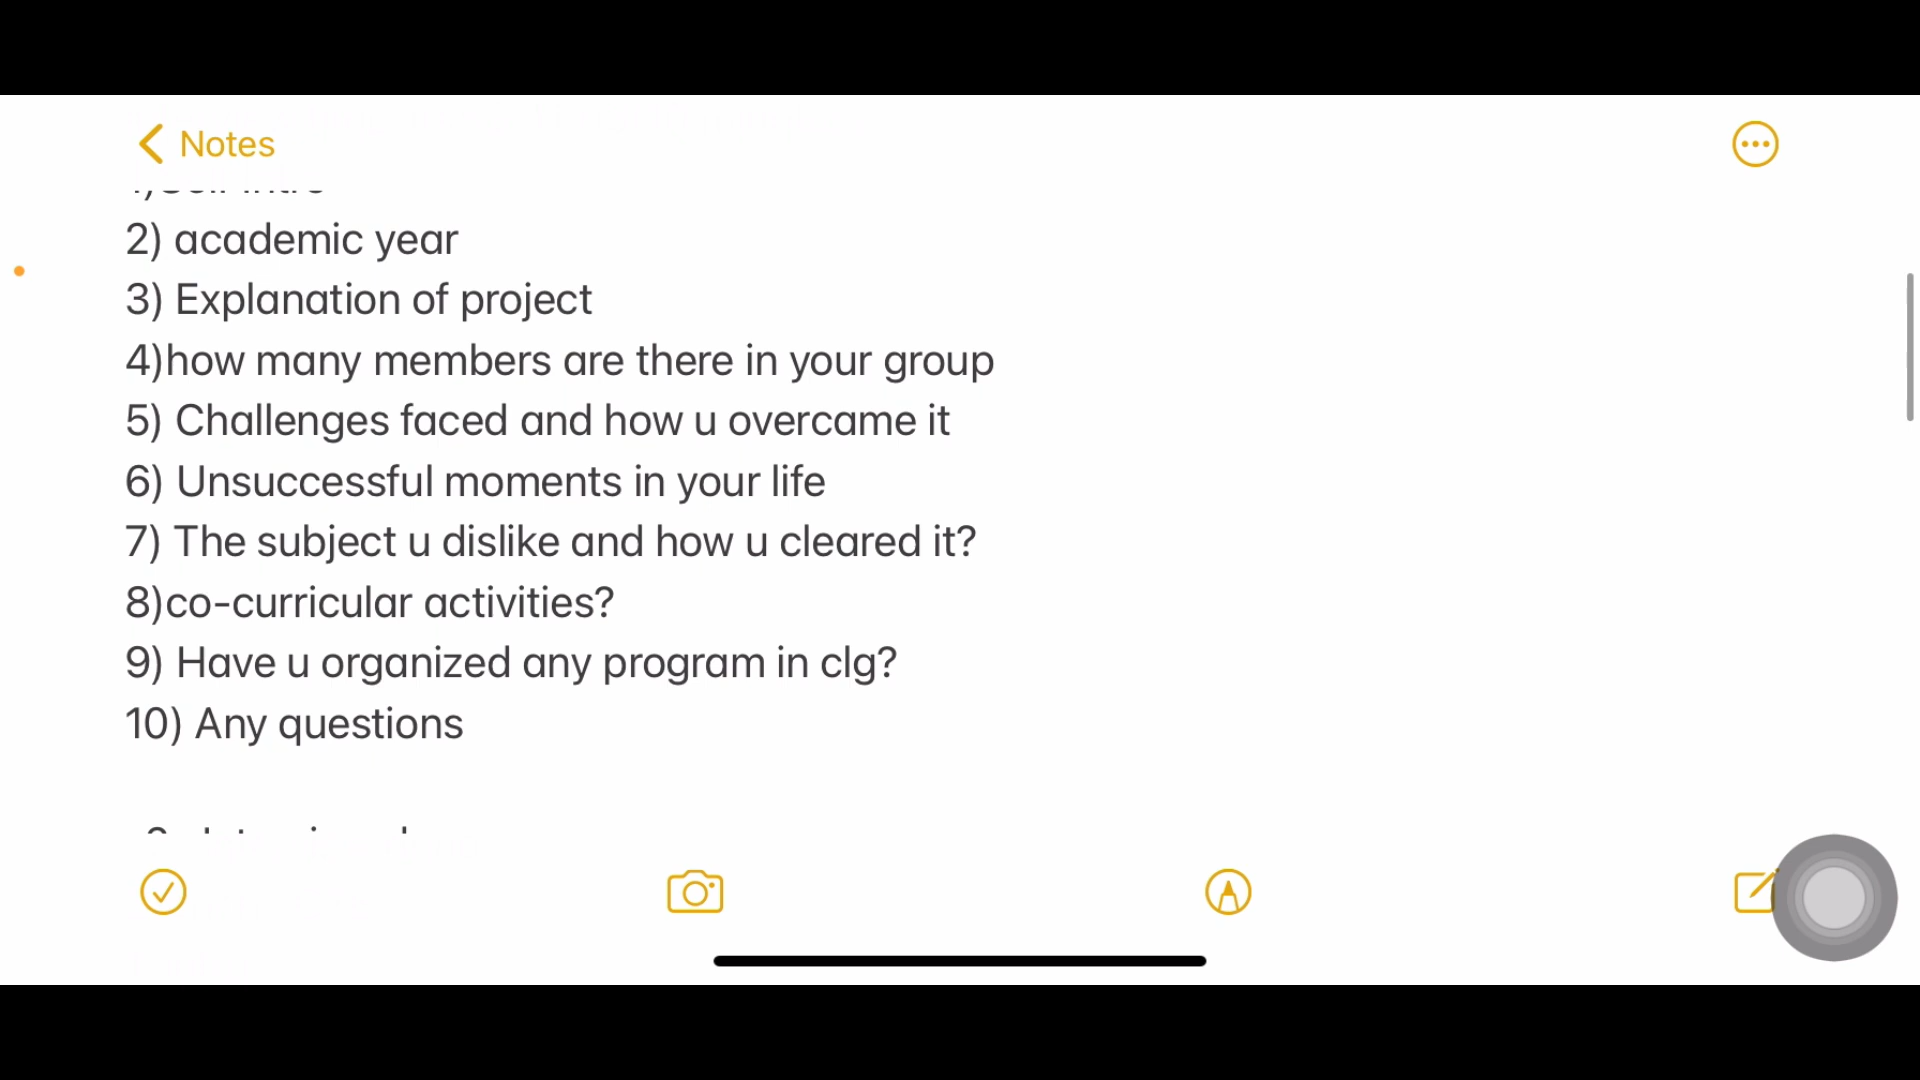 Notes
2) academic year
3) Explanation of project
4)how many members are there in your group
5) Challenges faced and how u overcame it
6) Unsuccessful moments in your life
7) The subject u dislike and how u cleared it?
8)co-curricular activities?
9) Have u organized any program in clg?
10) Any questions